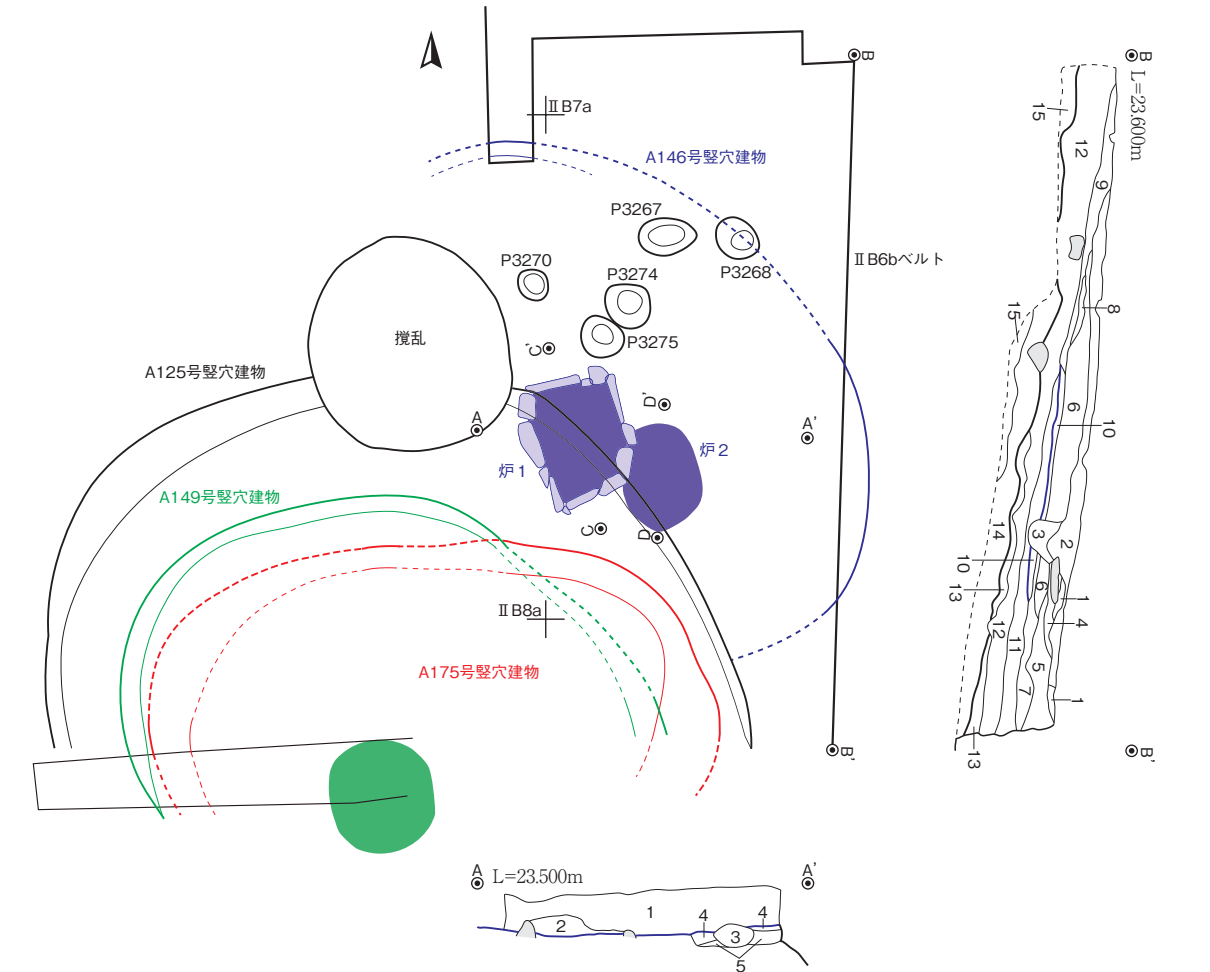 B
B
L=23.600m
ⅡB7a
15
12
A146号竪穴建物
9
P3267
P3270
P3274
P3268
ⅡB6bベルト
8
15
撹乱
P3275
C'
A125号竪穴建物
D'
6
A
A'
10
炉2
炉1
A149号竪穴建物
C
D
14
3
2
10
6
13
1
ⅡB8a
4
12
11
A175号竪穴建物
5
7
1
B'
B'
13
A
L=23.500m
A'
1
4
4
2
3
5